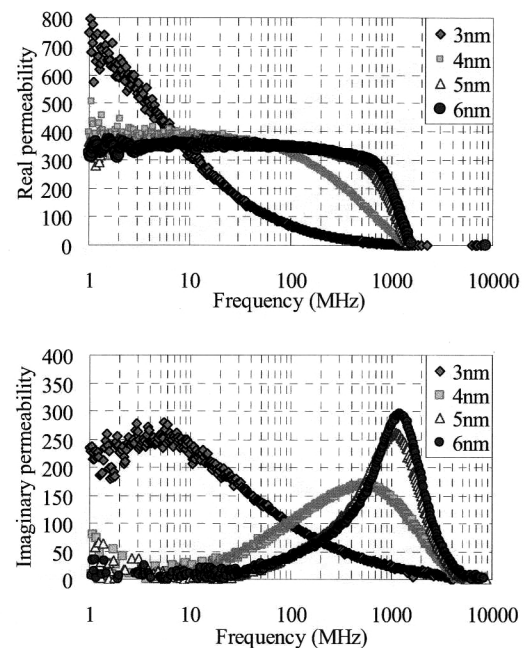 800
700
600
500
400
300
200
100
0
Real permeability
3nm
4nm
5nm
6nm
1 10 100 1000 10000
Frequency (MHz)
400
350
300
250
200
150
100
50
0
Imaginary permeability
3nm
4nm
5nm
6nm
1 10 100 1000 10000
Frequency (MHz)